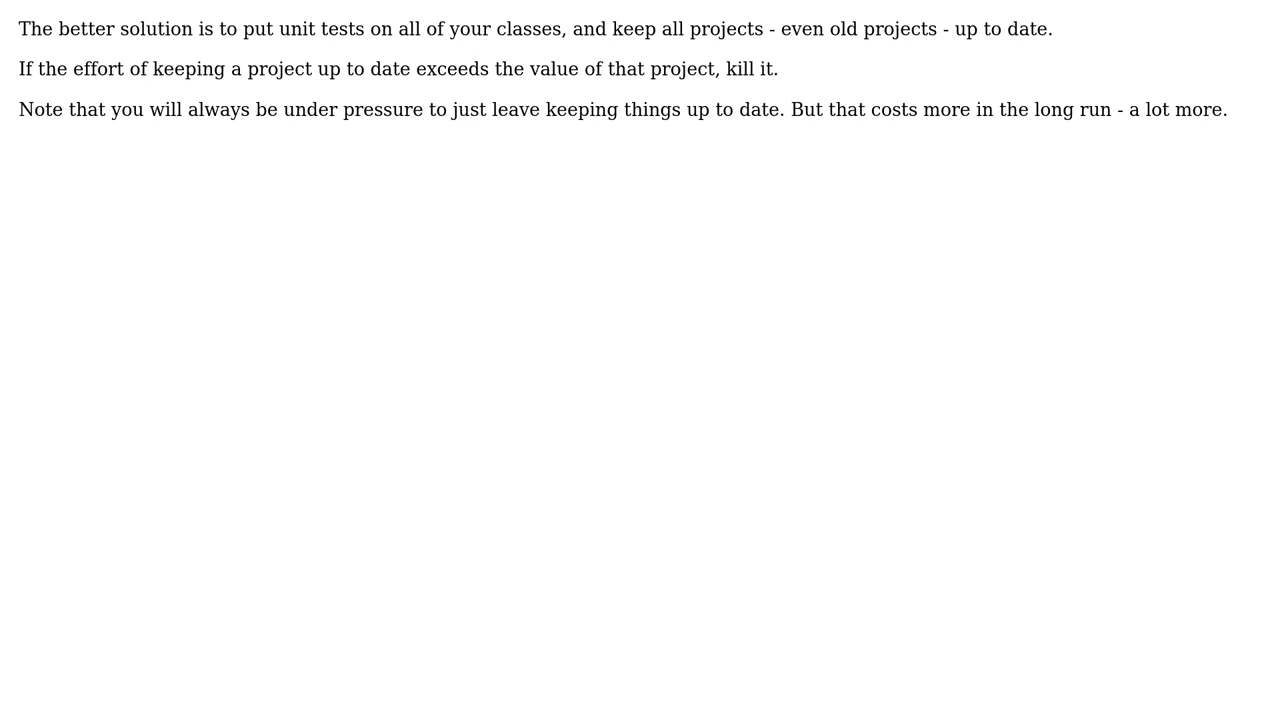 The better solution is to put unit tests on all of your classes, and keep all projects - even old projects - up to date.
If the effort of keeping a project up to date exceeds the value of that project, kill it.
Note that you will always be under pressure to just leave keeping things up to date. But that costs more in the long run - a lot more.